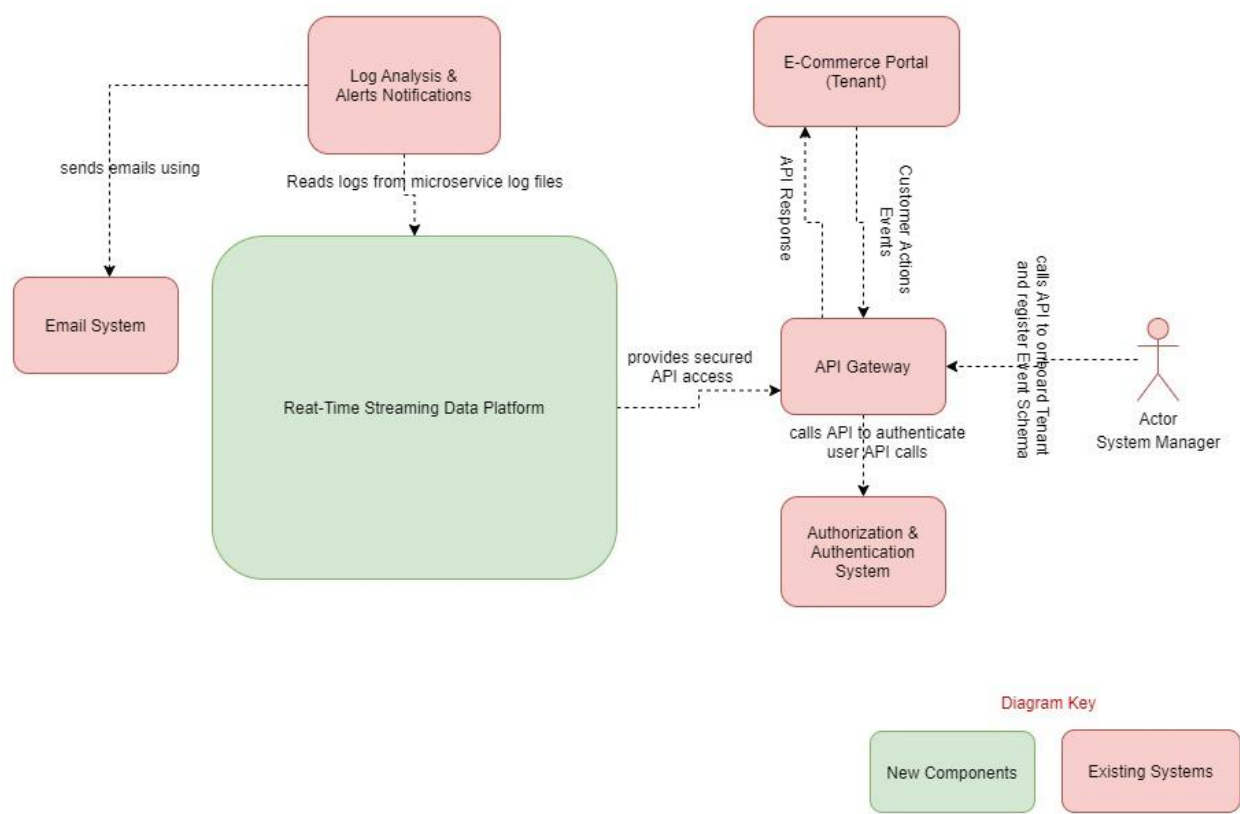 Log Analysis &
Alerts Notifications
E-Commerce Portal
(Tenant)
sends emails using
Reads logs from microservice log files
API Response
Customer Actions
Events
calls API to onboard Tenant
and register Event Schema
Email System
provides secured
API access
API Gateway
Reat-Time Streaming Data Platform
calls API to authenticate
user API calls
Actor
System Manager
Authorization &
Authentication
System
Diagram Key
New Components
Existing Systems